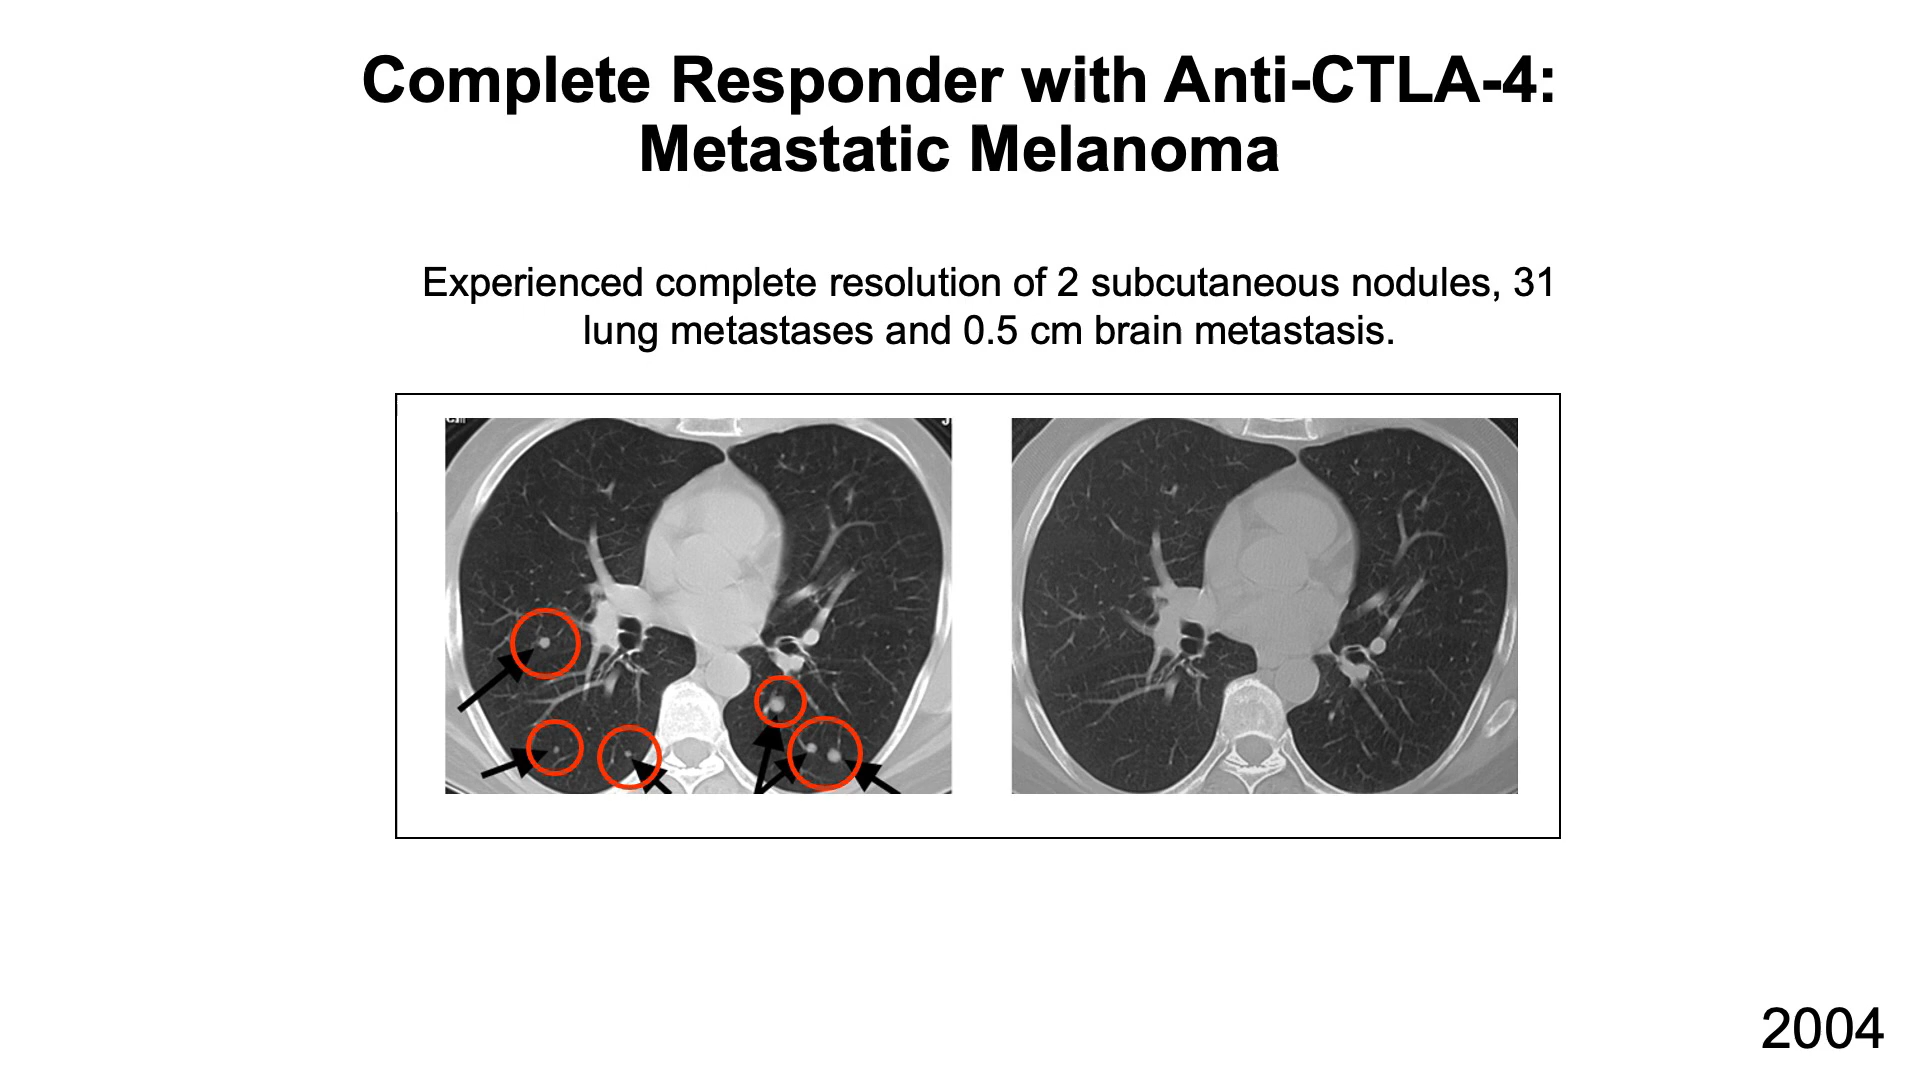 Complete Responder with Anti-CTLA-4:
Metastatic Melanoma
Experienced complete resolution of 2 subcutaneous nodules, 31
lung metastases and 0.5 cm brain metastasis.
2004